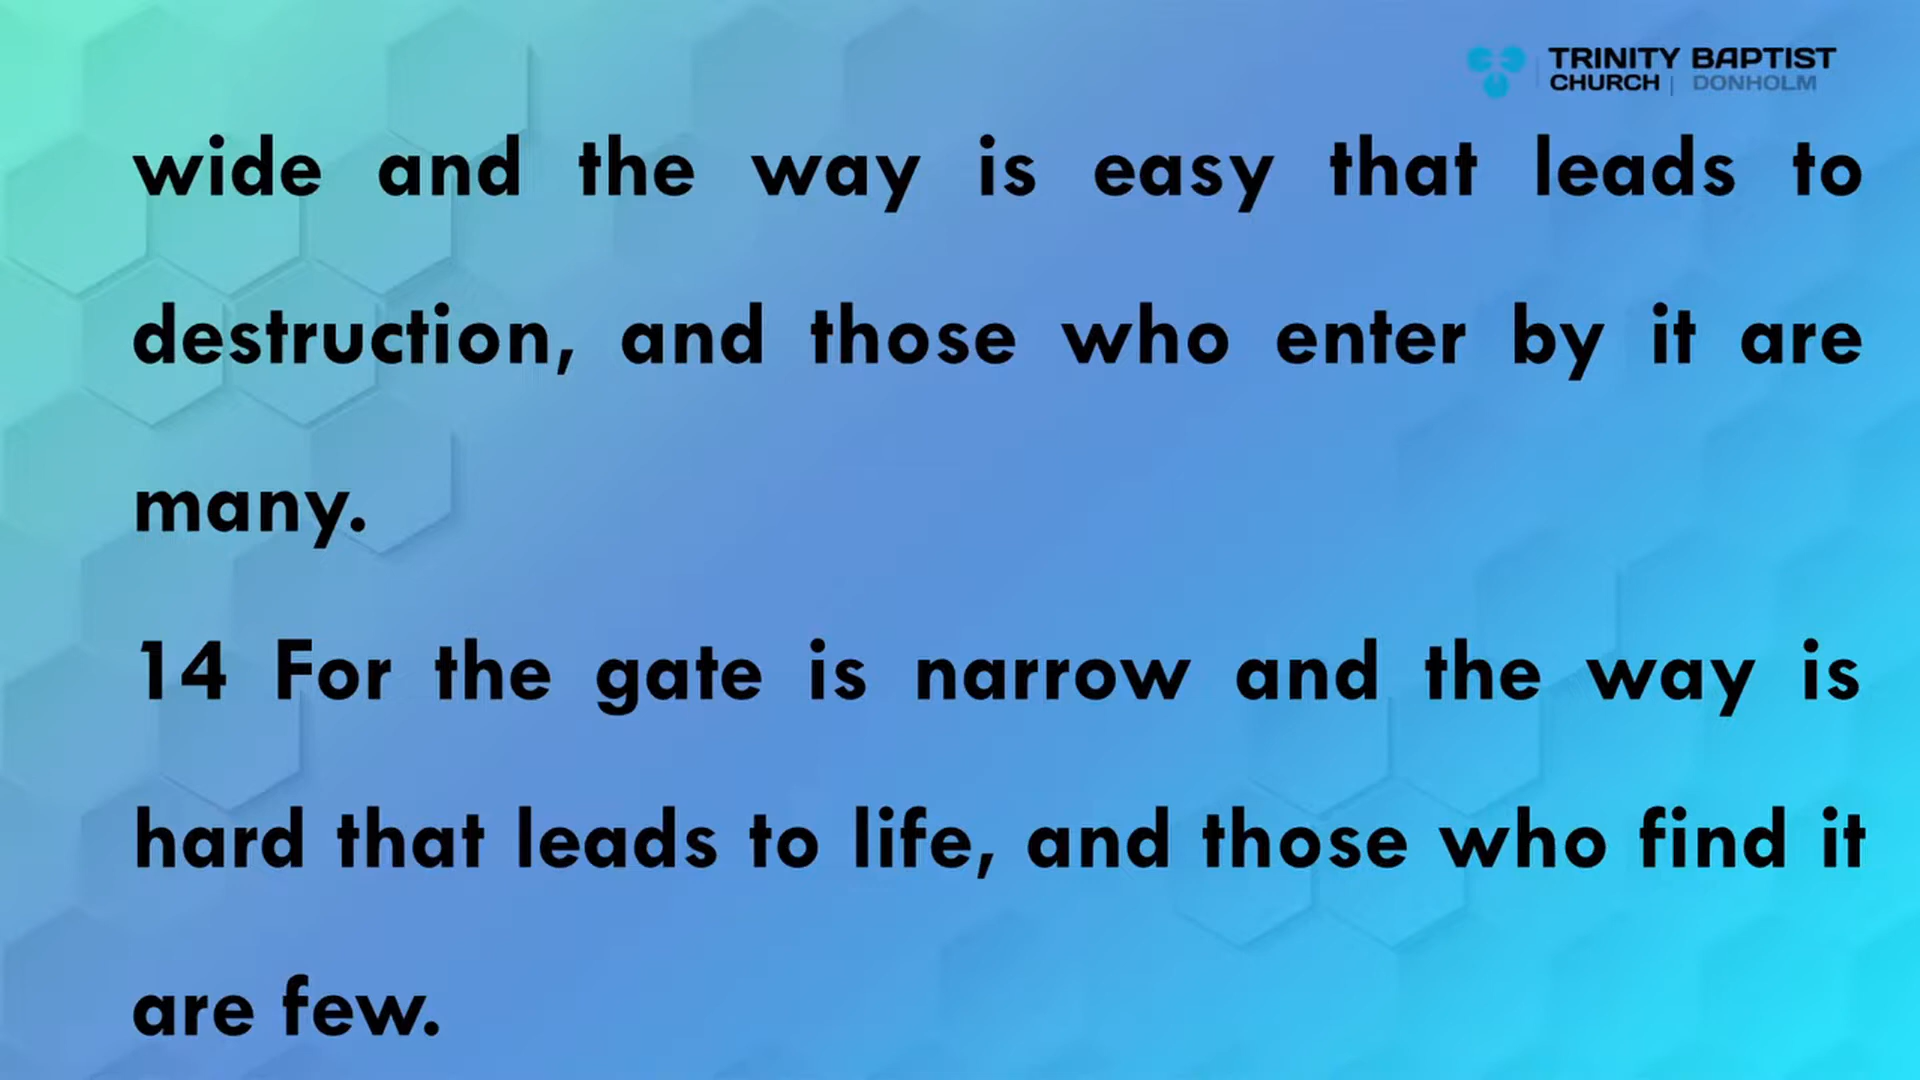 TRINITY BAPTIST
CHURCH | DONHOLM
wide and the way is easy that leads to
destruction, and those who enter by it are
many.
14 For the gate is narrow and the way is
hard that leads to life, and those who find it
are few.